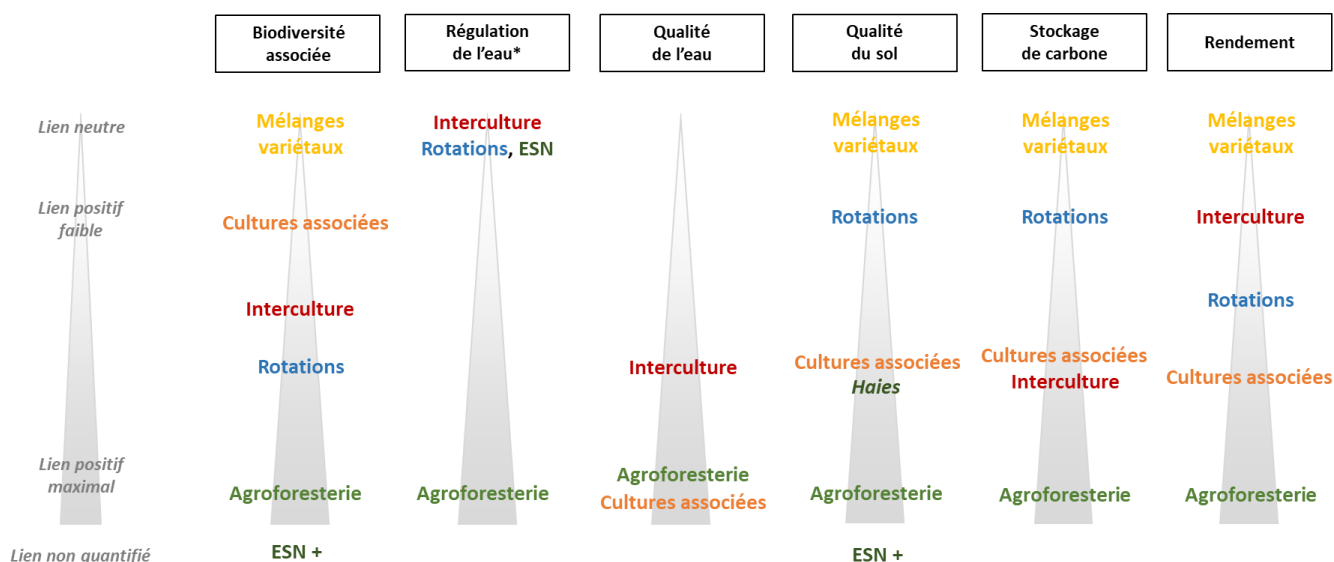 Biodiversité
associée
Régulation
de l’eau*
Qualité
de l’eau
Qualité
du sol
Stockage
de carbone
Rendement
Lien neutre
Mélanges
variétaux
Interculture
Rotations, ESN
Mélanges
variétaux
Mélanges
variétaux
Mélanges
variétaux
Lien positif
faible
Cultures associées
Rotations
Rotations
Interculture
Interculture
Rotations
Rotations
Interculture
Cultures associées
Haies
Cultures associées
Interculture
Cultures associées
Lien positif
maximal
Agroforesterie
Agroforesterie
Agroforesterie
Cultures associées
Agroforesterie
Agroforesterie
Agroforesterie
Lien non quantifié
ESN +
ESN +